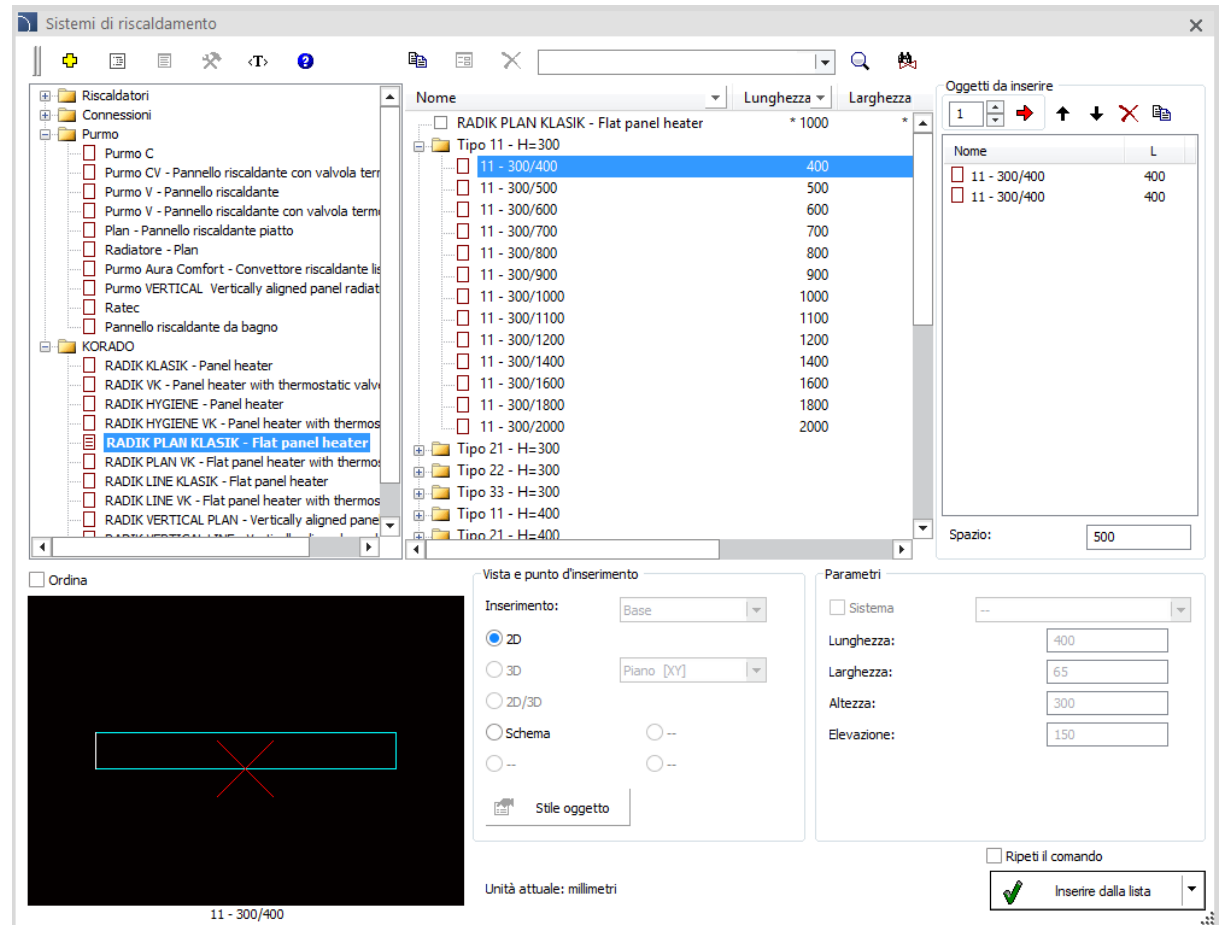 Sistemi di riscaldamento
<T>
Riscaldatori
Connessioni
Purmo
Purmo C
Purmo CV - Pannello riscaldante con valvola terr
Purmo V - Pannello riscaldante
Purmo V - Pannello riscaldante con valvola termo
Plan - Pannello riscaldante piatto
Radiatore - Plan
Purmo Aura Comfort - Convettore riscaldante lis
Purmo VERTICAL Vertically aligned panel radiat
Ratec
Pannello riscaldante da bagno
KORADO
RADIK KLASIK - Panel heater
RADIK VK - Panel heater with thermostatic valve
RADIK HYGIENE - Panel heater
RADIK HYGIENE VK - Panel heater with thermos
RADIK PLAN KLASIK - Flat panel heater
RADIK PLAN VK - Flat panel heater with thermos
RADIK LINE KLASIK - Flat panel heater
RADIK LINE VK - Flat panel heater with thermos
RADIK VERTICAL PLAN - Vertically aligned pane
Nome Lunghezza Larghezza
RADIK PLAN KLASIK - Flat panel heater * 1000 *
Tipo 11 - H=300
11 - 300/400 400
11 - 300/500 500
11 - 300/600 600
11 - 300/700 700
11 - 300/800 800
11 - 300/900 900
11 - 300/1000 1000
11 - 300/1100 1100
11 - 300/1200 1200
11 - 300/1400 1400
11 - 300/1600 1600
11 - 300/1800 1800
11 - 300/2000 2000
Tipo 21 - H=300
Tipo 22 - H=300
Tipo 33 - H=300
Tipo 11 - H=400
Tipo 21 - H=400
Oggetti da inserire
1
Nome L
11 - 300/400 400
11 - 300/400 400
Spazio: 500
Ordina
11 - 300/400
Vista e punto d'inserimento
Inserimento: Base
2D
3D Piano [XY]
2D/3D
Schema --
-- --
Stile oggetto
Unità attuale: millimetri
Parametri
Sistema --
Lunghezza: 400
Larghezza: 65
Altezza: 300
Elevazione: 150
Ripeti il comando
Inserire dalla lista